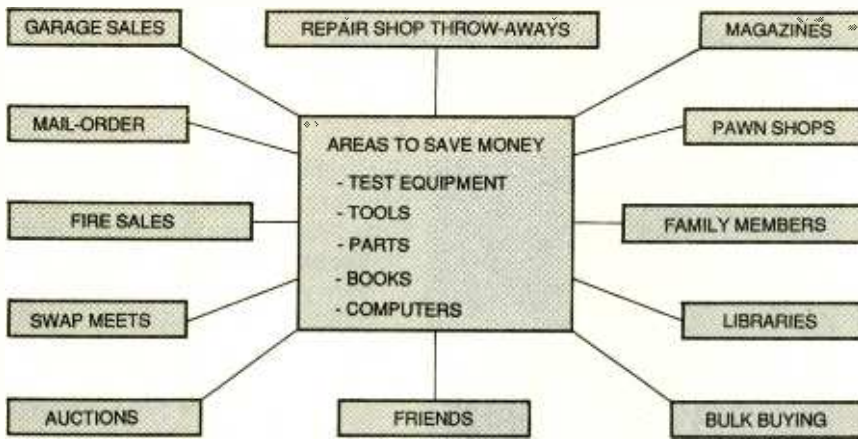 GARAGE SALES
REPAIR SHOP THROW-AWAYS
MAGAZINES
MAIL-ORDER
PAWN SHOPS
AREAS TO SAVE MONEY
- TEST EQUIPMENT
- TOOLS
- PARTS
- BOOKS
- COMPUTERS
FIRE SALES
FAMILY MEMBERS
SWAP MEETS
LIBRARIES
AUCTIONS
FRIENDS
BULK BUYING